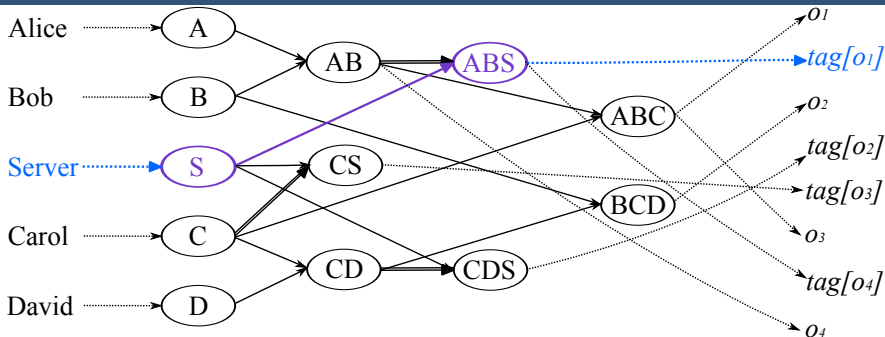 Alice A AB ABS o1
tag[o1]
Bob B ABC o2
tag[o2]
Server S CS tag[o3]
Carol C BCD o3
CD CDS tag[o4]
David D o4